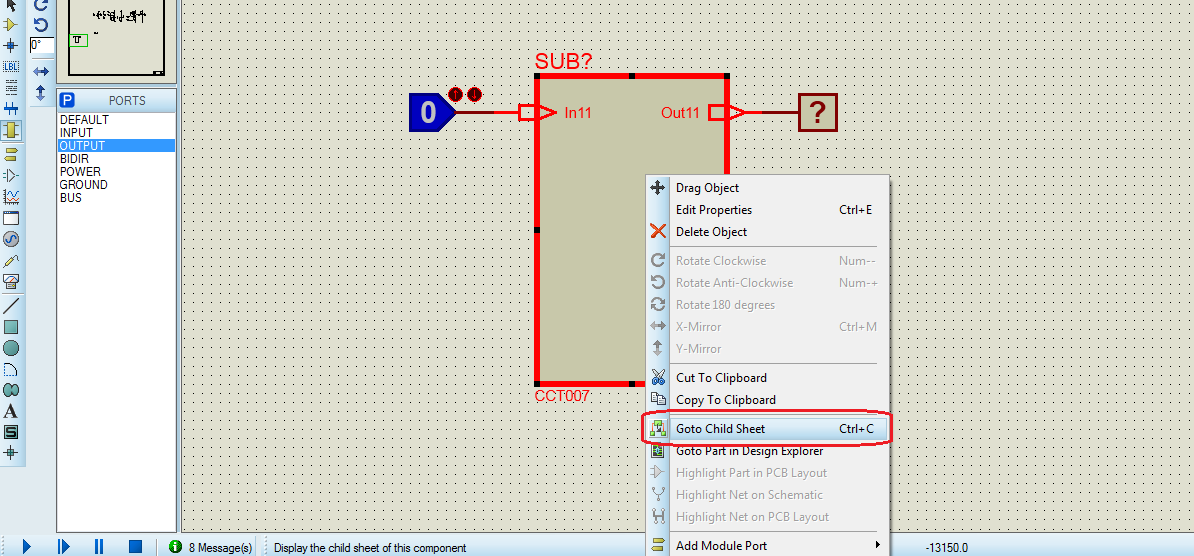 0°
LBL
P PORTS
DEFAULT
INPUT
OUTPUT
BIDIR
POWER
GROUND
BUS
A
S
SUB?
0
In11
Out11
?
CCT007
Drag Object
Edit Properties Ctrl+E
Delete Object
Rotate Clockwise Num--
Rotate Anti-Clockwise Num-+
Rotate 180 degrees
X-Mirror Ctrl+M
Y-Mirror
Cut To Clipboard
Copy To Clipboard
Goto Child Sheet Ctrl+C
Goto Part in Design Explorer
Highlight Part in PCB Layout
Highlight Net on Schematic
Highlight Net on PCB Layout
Add Module Port
8 Message(s)
Display the child sheet of this component
-13150.0